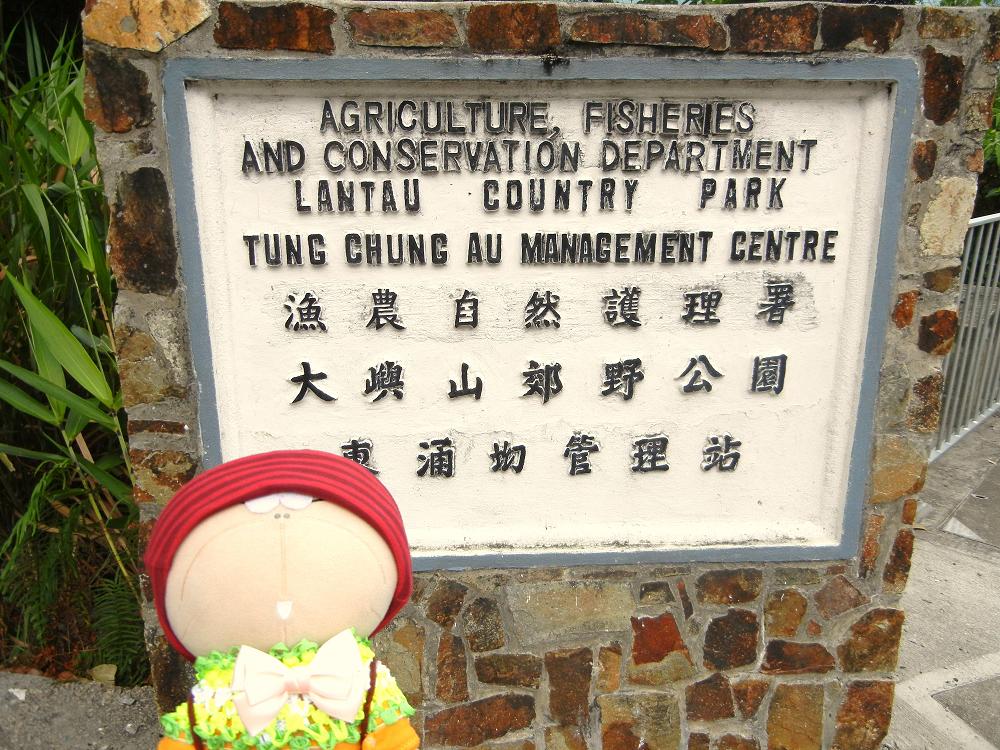 AGRICULTURE, FISHERIES
AND CONSERVATION DEPARTMENT
LANTAU COUNTRY PARK
TUNG CHUNG AU MANAGEMENT CENTRE
漁農自然護理署
大嶼山郊野公園
東涌坳管理站